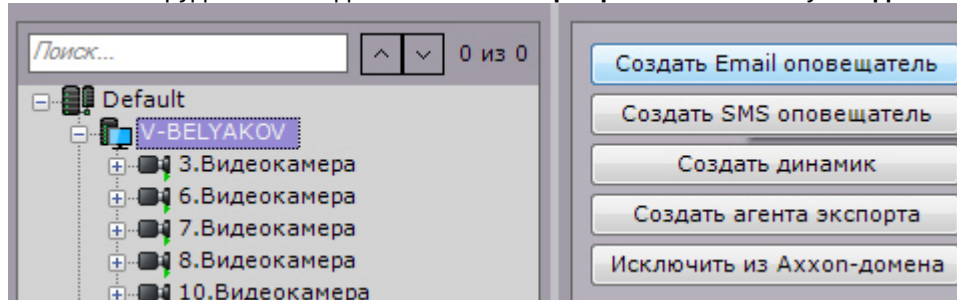 Поиск...
0 из 0
Default
V-BELYAKOV
3.Видеокамера
6.Видеокамера
7.Видеокамера
8.Видеокамера
10.Видеокамера
Создать Email оповещатель
Создать SMS оповещатель
Создать динамик
Создать агента экспорта
Исключить из Axxon-домена